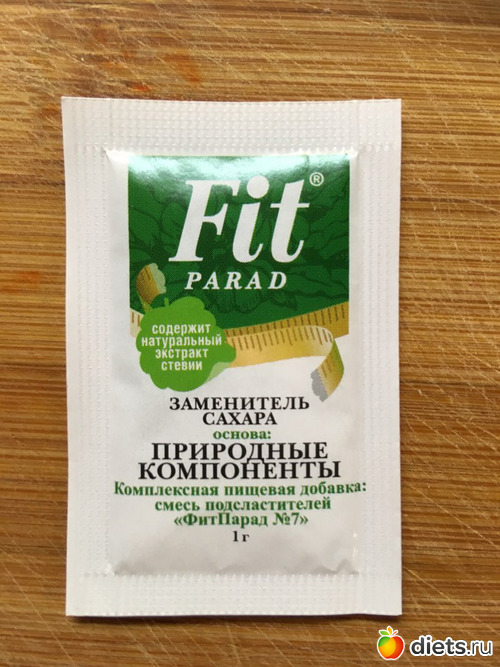 Fit®
PARAD
содержит
натуральный
экстракт
стевии
ЗАМЕНИТЕЛЬ
САХАРА
основа:
ПРИРОДНЫЕ
КОМПОНЕНТЫ
Комплексная пищевая добавка:
смесь подсластителей
«ФитПарад №7»
1 г
diets.ru